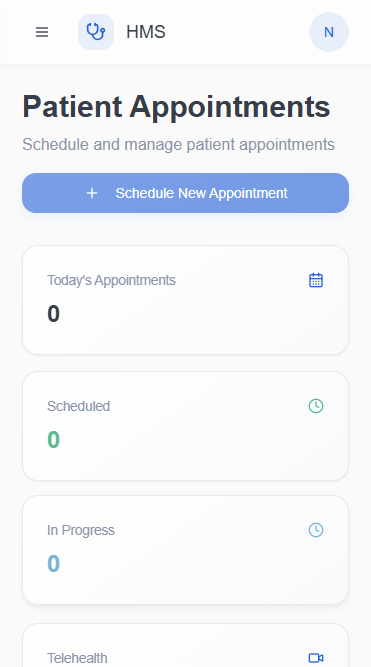 HMS
N
Patient Appointments
Schedule and manage patient appointments
Schedule New Appointment
Today's Appointments
0
Scheduled
0
In Progress
0
Telehealth